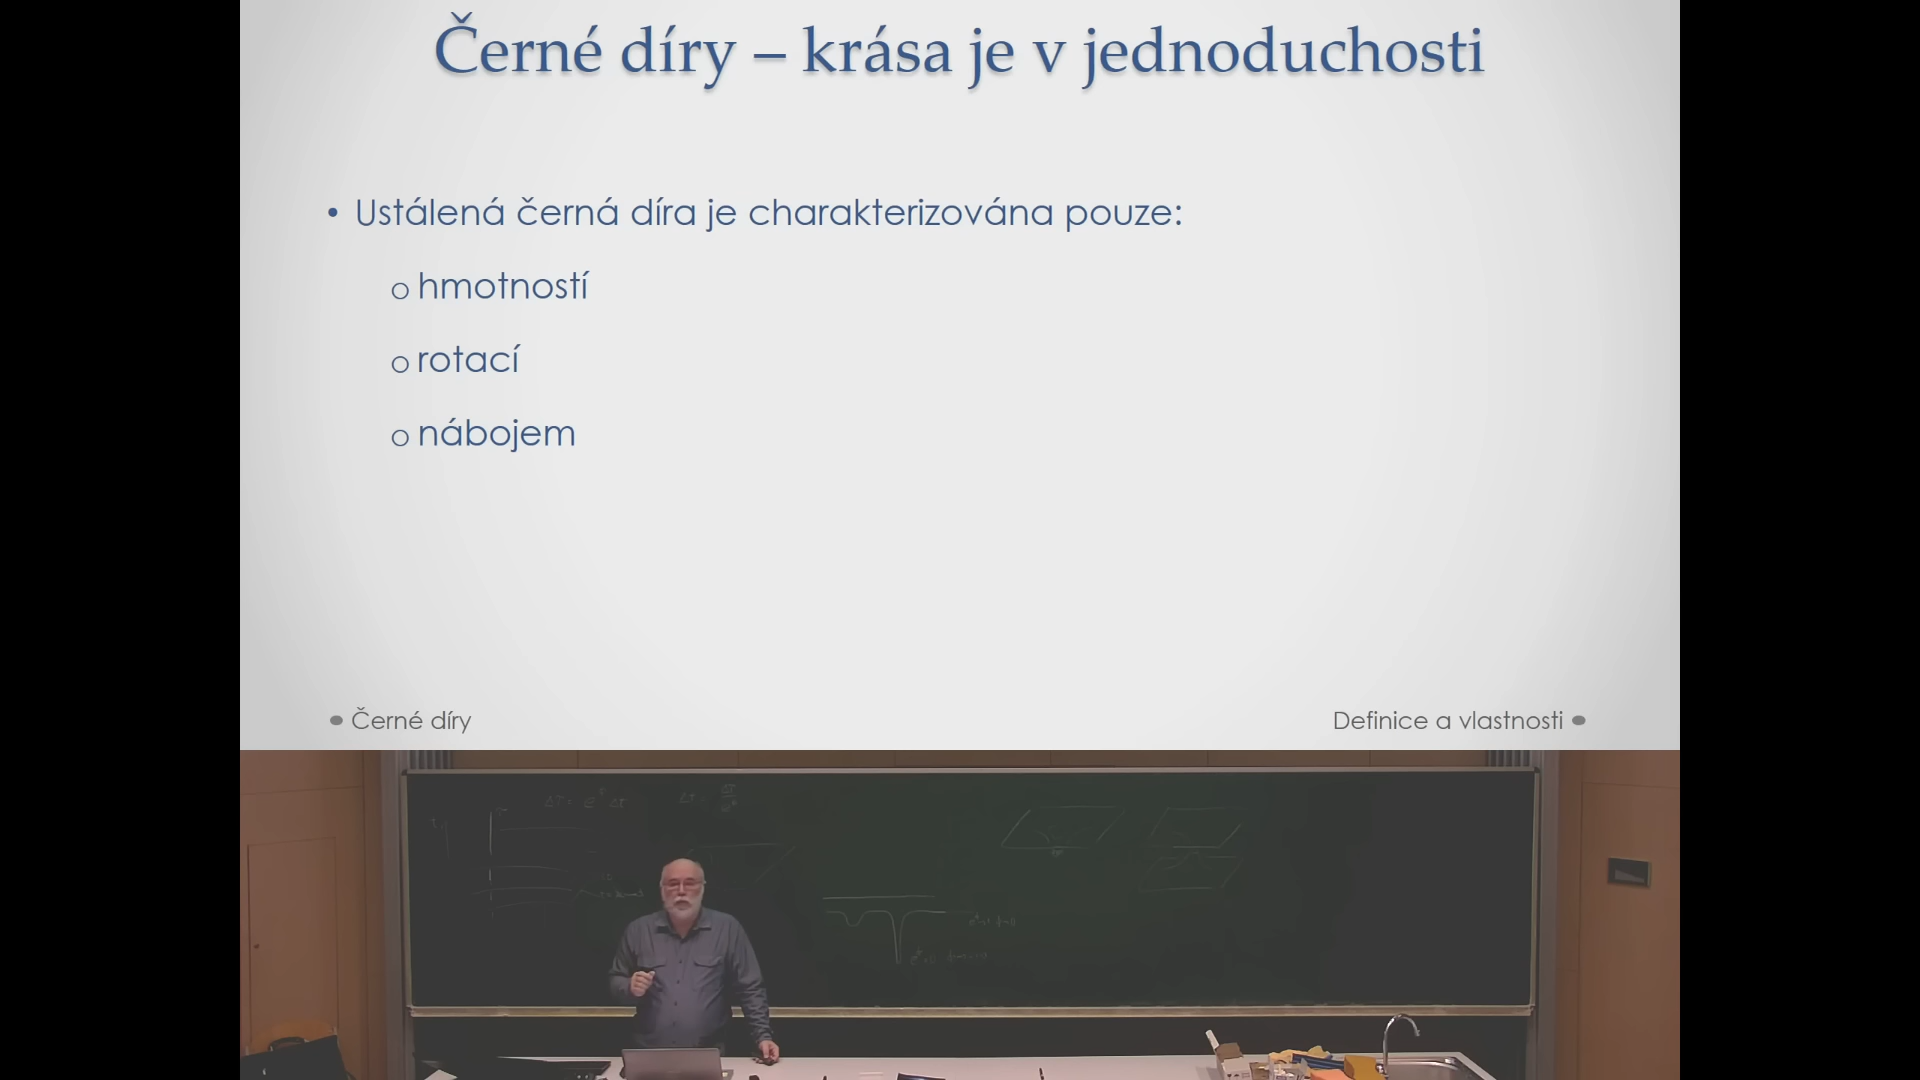 Černé díry – krása je v jednoduchosti
• Ustálená černá díra je charakterizována pouze:
o hmotností
o rotací
o nábojem
• Černé díry
Definice a vlastnosti •